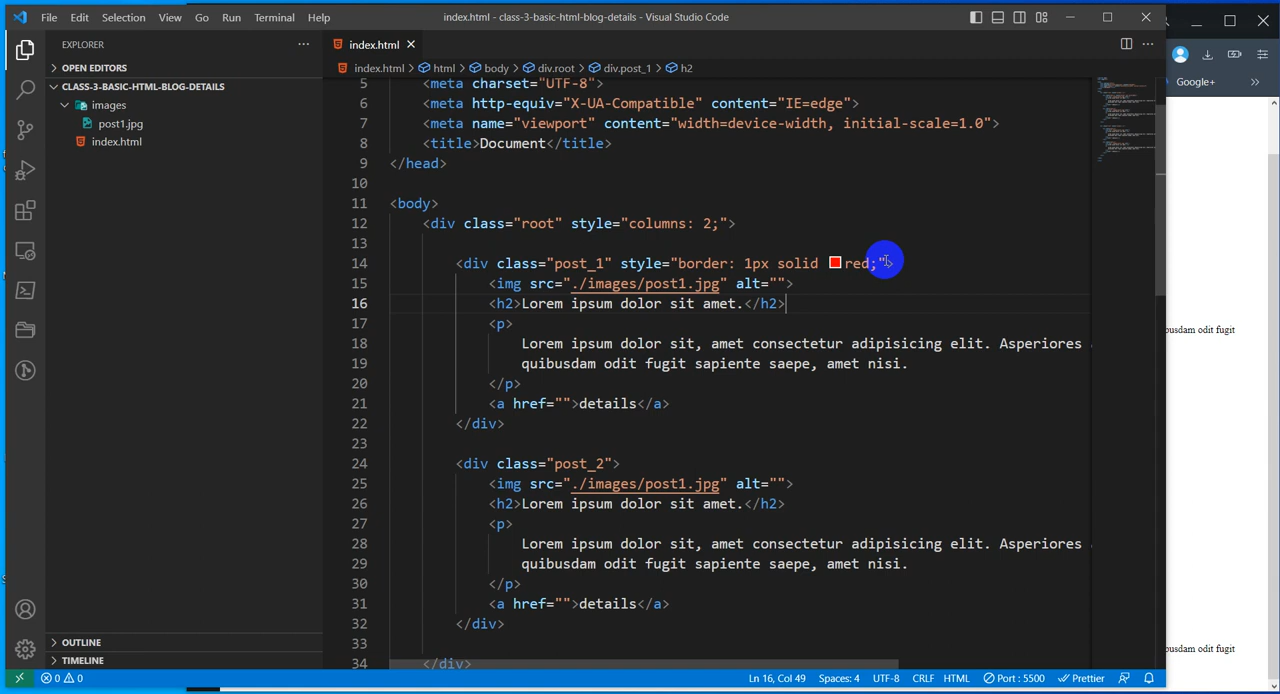 File Edit Selection View Go Run Terminal Help
index.html - class-3-basic-html-blog-details - Visual Studio Code
EXPLORER
OPEN EDITORS
CLASS-3-BASIC-HTML-BLOG-DETAILS
images
post1.jpg
index.html
OUTLINE
TIMELINE
index.html
index.html > html > body > div.root > div.post_1 > h2
5 <meta charset="UTF-8">
6 <meta http-equiv="X-UA-Compatible" content="IE=edge">
7 <meta name="viewport" content="width=device-width, initial-scale=1.0">
8 <title>Document</title>
9 </head>
10
11 <body>
12 <div class="root" style="columns: 2;">
13
14 <div class="post_1" style="border: 1px solid red;">
15 <img src="./images/post1.jpg" alt="">
16 <h2>Lorem ipsum dolor sit amet.</h2>
17 <p>
18 Lorem ipsum dolor sit, amet consectetur adipisicing elit. Asperiores
19 quibusdam odit fugit sapiente saepe, amet nisi.
20 </p>
21 <a href="">details</a>
22 </div>
23
24 <div class="post_2">
25 <img src="./images/post1.jpg" alt="">
26 <h2>Lorem ipsum dolor sit amet.</h2>
27 <p>
28 Lorem ipsum dolor sit, amet consectetur adipisicing elit. Asperiores
29 quibusdam odit fugit sapiente saepe, amet nisi.
30 </p>
31 <a href="">details</a>
32 </div>
33
34 </div>
0 0 Ln 16, Col 49 Spaces: 4 UTF-8 CRLF HTML Port : 5500 Prettier
Google+
busdam odit fugit
busdam odit fugit